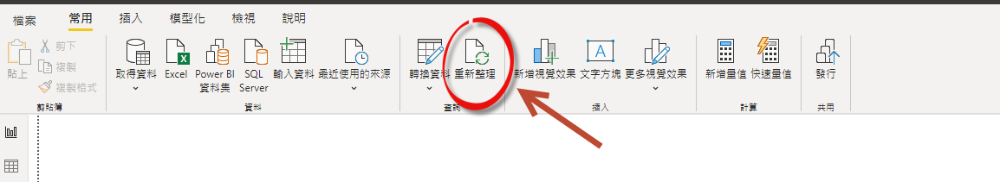 檔案 常用 插入 模型化 檢視 說明
貼上
剪下
複製
複製格式
剪貼簿
取得資料
Excel
Power BI
資料集
SQL
Server
輸入資料
最近使用的來源
資料
轉換資料
重新整理
查詢
新增視覺效果
A
文字方塊
更多視覺效果
插入
新增量值
快速量值
計算
發行
共用